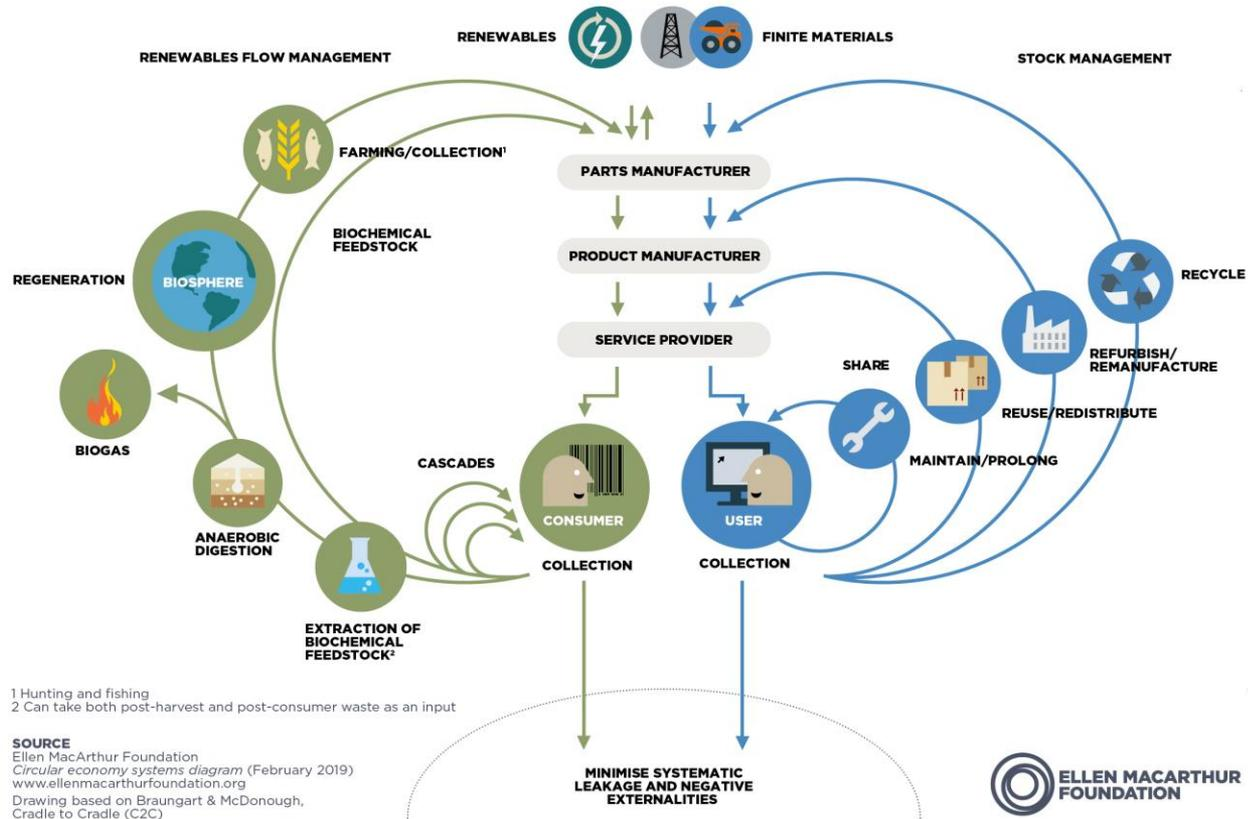 RENEWABLES
FINITE MATERIALS
RENEWABLES FLOW MANAGEMENT
STOCK MANAGEMENT
FARMING/COLLECTION¹
PARTS MANUFACTURER
BIOCHEMICAL
FEEDSTOCK
PRODUCT MANUFACTURER
REGENERATION
BIOSPHERE
RECYCLE
SERVICE PROVIDER
SHARE
REFURBISH/
REMANUFACTURE
REUSE/REDISTRIBUTE
BIOGAS
CASCADES
MAINTAIN/PROLONG
CONSUMER
USER
ANAEROBIC
DIGESTION
COLLECTION
COLLECTION
EXTRACTION OF
BIOCHEMICAL
FEEDSTOCK²
1 Hunting and fishing
2 Can take both post-harvest and post-consumer waste as an input
SOURCE
Ellen MacArthur Foundation
Circular economy systems diagram (February 2019)
www.ellenmacarthurfoundation.org
Drawing based on Braungart & McDonough,
Cradle to Cradle (C2C)
MINIMISE SYSTEMATIC
LEAKAGE AND NEGATIVE
EXTERNALITIES
ELLEN MACARTHUR
FOUNDATION